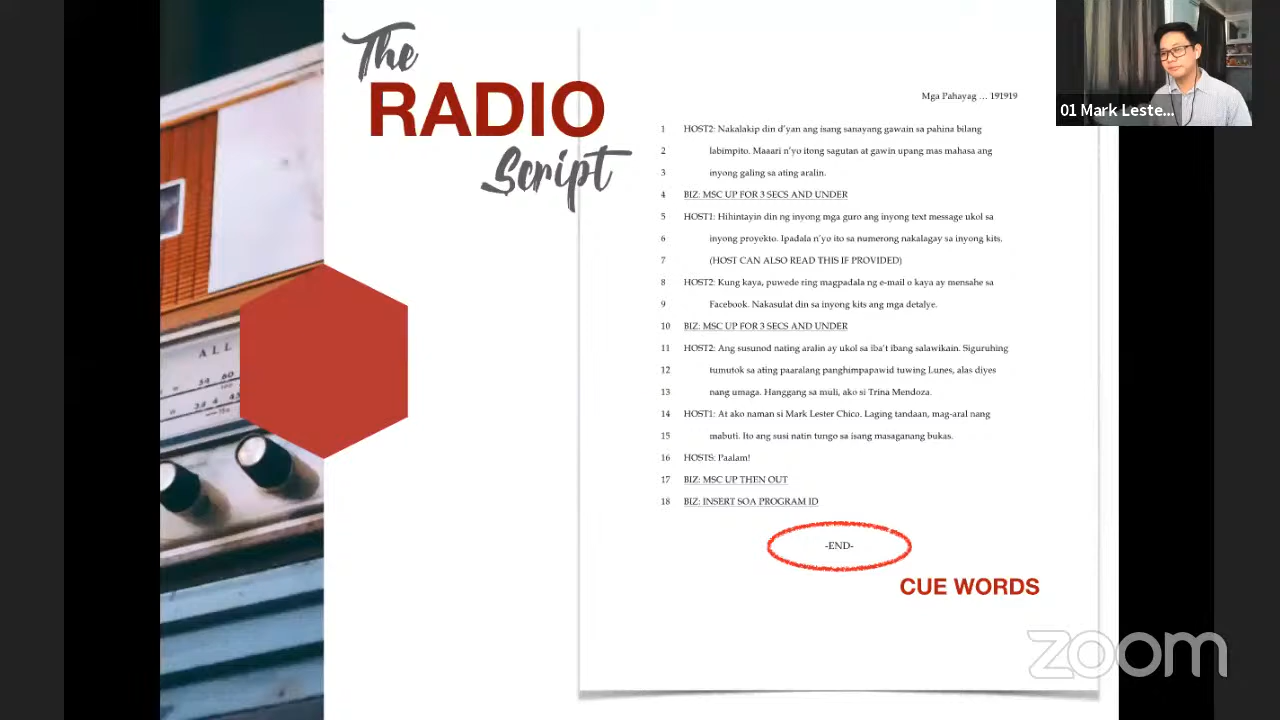 The
RADIO
Script
01 Mark Leste...
Mga Pahayag … 191919
1 HOST2: Nakalakip din d'yan ang isang sanayang gawain sa pahina bilang
2 labimpito. Maaari n'yo itong sagutan at gawin upang mas mahasa ang
3 inyong galing sa ating aralin.
4 BIZ: MSC UP FOR 3 SECS AND UNDER
5 HOST1: Hihintayin din ng inyong mga guro ang inyong text message ukol sa
6 inyong proyekto. Ipadala n'yo ito sa numerong nakalagay sa inyong kits.
7 (HOST CAN ALSO READ THIS IF PROVIDED)
8 HOST2: Kung kaya, puwede ring magpadala ng e-mail o kaya ay mensahe sa
9 Facebook. Nakasulat din sa inyong kits ang mga detalye.
10 BIZ: MSC UP FOR 3 SECS AND UNDER
11 HOST2: Ang susunod nating aralin ay ukol sa iba't ibang salawikain. Siguruhing
12 tumutok sa ating paaralang panghimpapawid tuwing Lunes, alas diyes
13 nang umaga. Hanggang sa muli, ako si Trina Mendoza.
14 HOST1: At ako naman si Mark Lester Chico. Laging tandaan, mag-aral nang
15 mabuti. Ito ang susi natin tungo sa isang masaganang bukas.
16 HOSTS: Paalam!
17 BIZ: MSC UP THEN OUT
18 BIZ: INSERT SOA PROGRAM ID
-END-
CUE WORDS
zoom
ALL
54 60